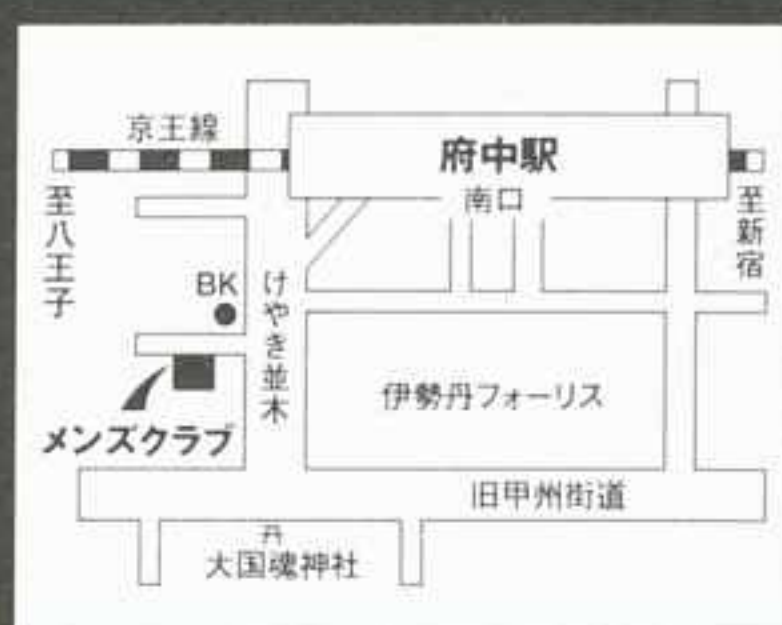 京王線
府中駅
南口
至八王子
至新宿
BK
けやき並木
伊勢丹フォーリス
メンズクラブ
旧甲州街道
大国魂神社